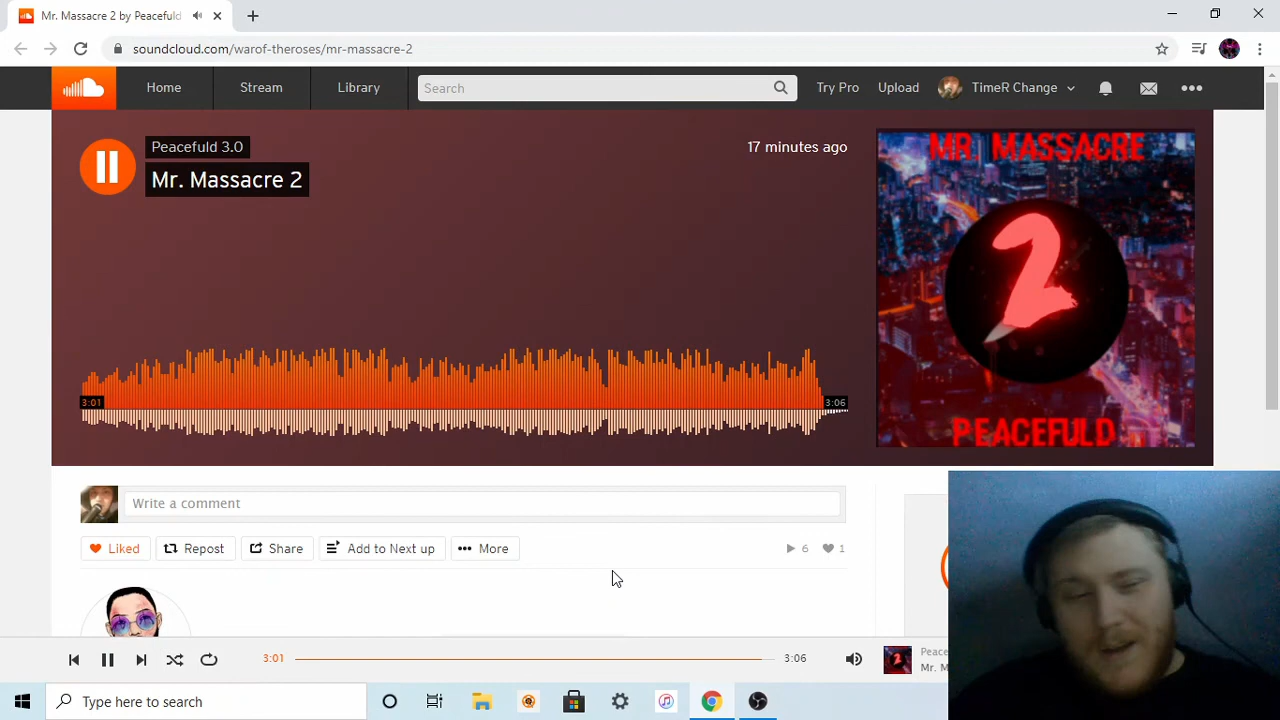 Mr. Massacre 2 by Peacefuld
soundcloud.com/warof-theroses/mr-massacre-2
Home
Stream
Library
Search
Try Pro
Upload
TimeR Change
Peacefuld 3.0
17 minutes ago
Mr. Massacre 2
MR. MASSACRE
2
PEACEFULD
3:01
3:06
Write a comment
Liked
Repost
Share
Add to Next up
More
6
1
3:01
3:06
Peace
Mr. M
Type here to search